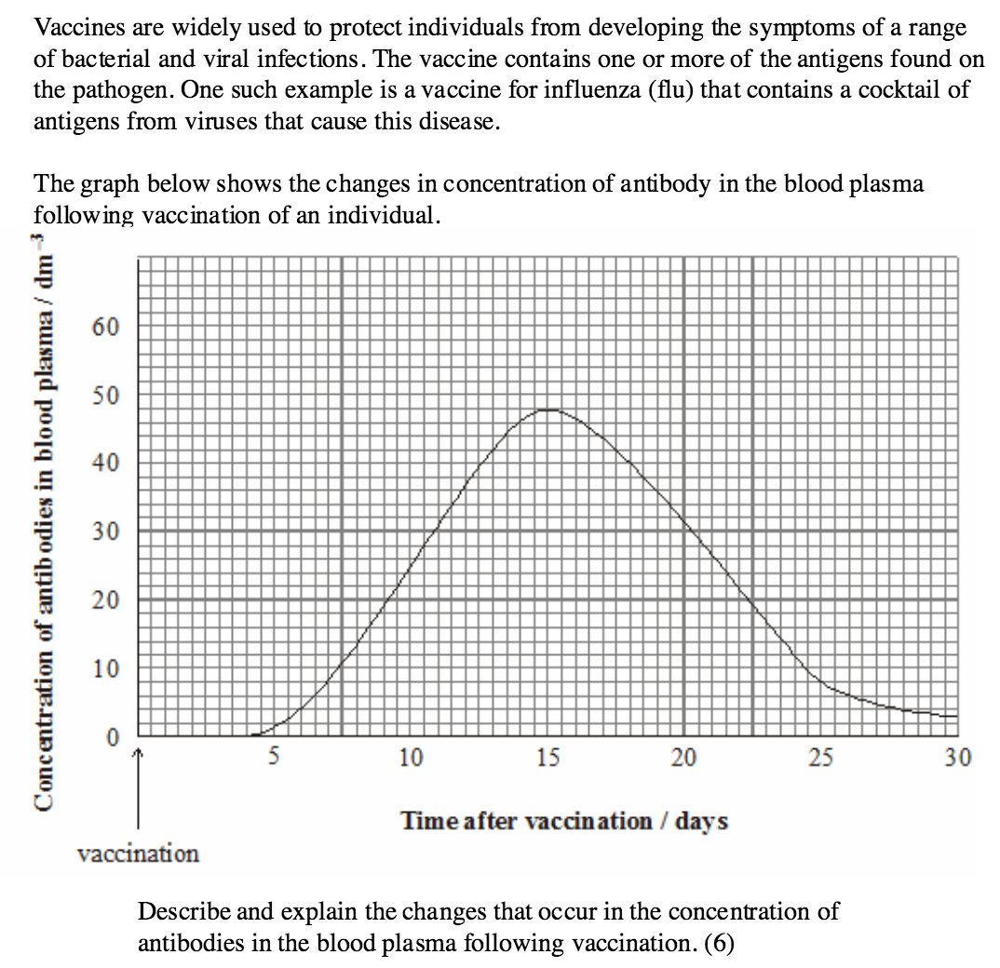 Vaccines are widely used to protect individuals from developing the symptoms of a range
of bacterial and viral infections. The vaccine contains one or more of the antigens found on
the pathogen. One such example is a vaccine for influenza (flu) that contains a cocktail of
antigens from viruses that cause this disease.
The graph below shows the changes in concentration of antibody in the blood plasma
following vaccination of an individual.
Concentration of antibodies in blood plasma / dm⁻³
60
50
40
30
20
10
0
5 10 15 20 25 30
Time after vaccination / days
vaccination
Describe and explain the changes that occur in the concentration of
antibodies in the blood plasma following vaccination. (6)